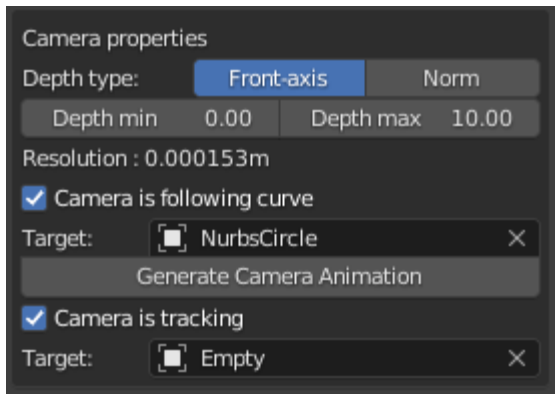 Camera properties
Depth type: Front-axis Norm
Depth min 0.00 Depth max 10.00
Resolution : 0.000153m
Camera is following curve
Target: NurbsCircle
Generate Camera Animation
Camera is tracking
Target: Empty